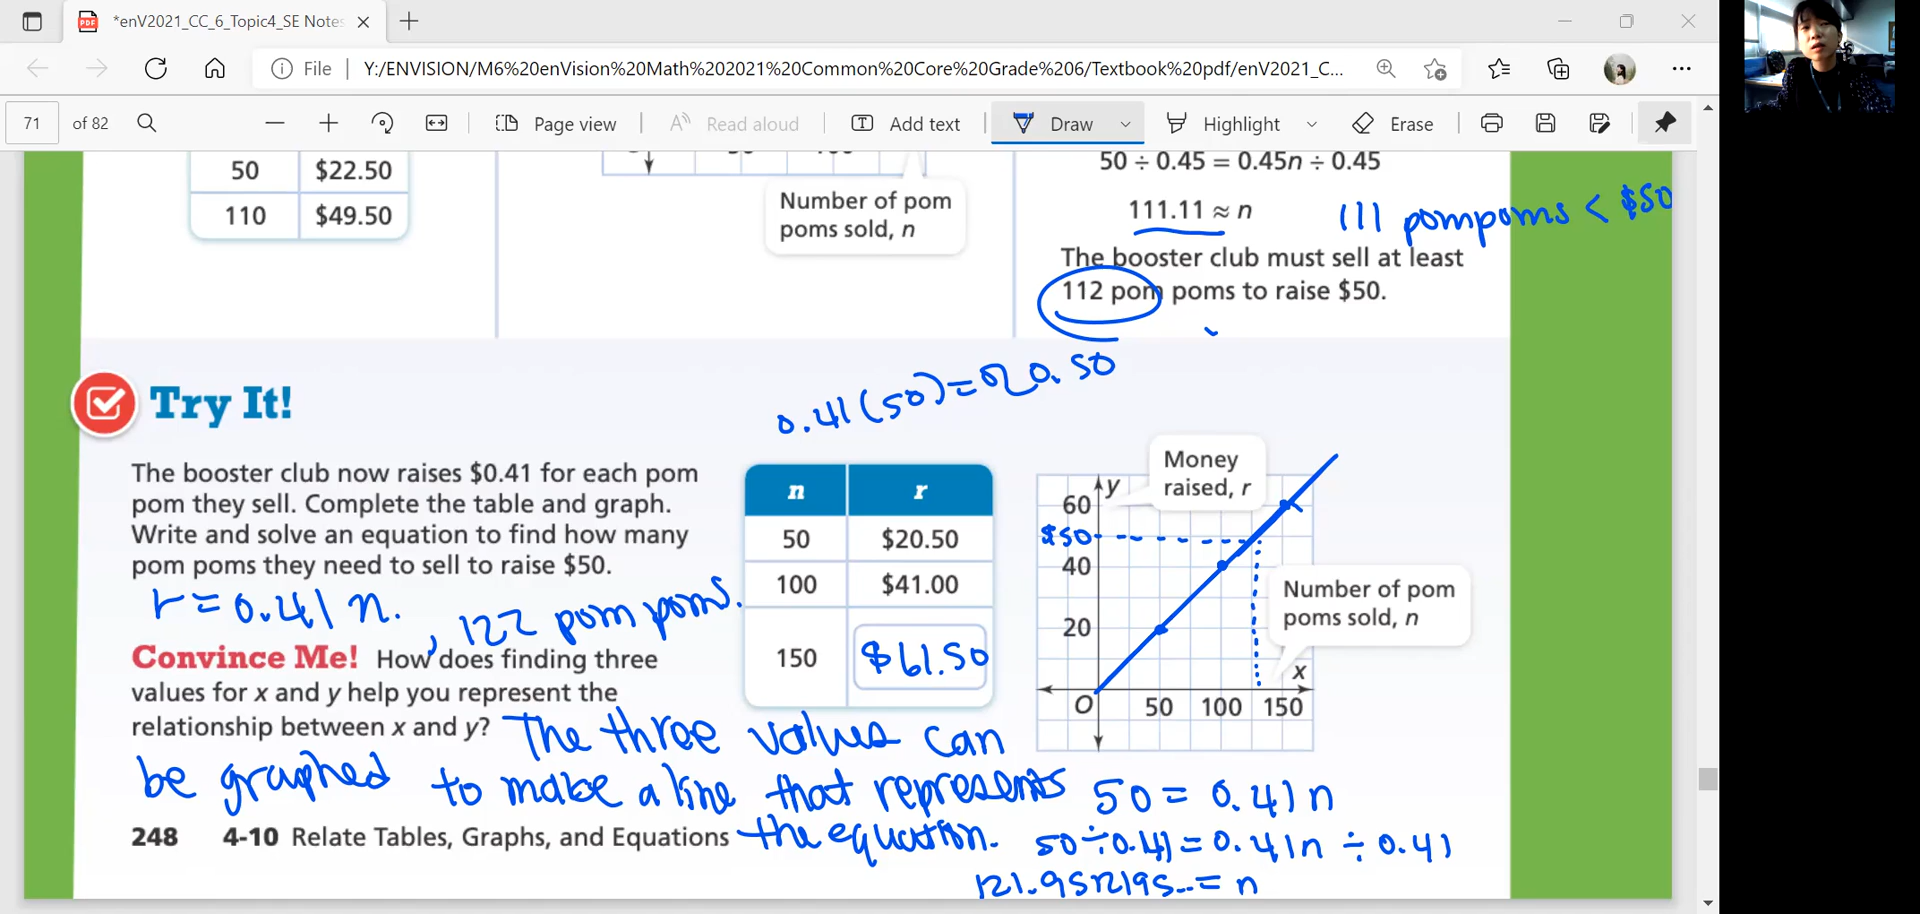 *enV2021_CC_6_Topic4_SE Notes
File
Y:/ENVISION/M6%20enVision%20Math%202021%20Common%20Core%20Grade%206/Textbook%20pdf/enV2021_C...
71 of 82
Page view
Read aloud
Add text
Draw
Highlight
Erase
50 $22.50
110 $49.50
Number of pom
poms sold, n
50 ÷ 0.45 = 0.45n ÷ 0.45
111.11 ≈ n
111 pompoms < $50
The booster club must sell at least
112 pom poms to raise $50.
Try It!
0.41(50)=20.50
The booster club now raises $0.41 for each pom
pom they sell. Complete the table and graph.
Write and solve an equation to find how many
pom poms they need to sell to raise $50.
r = 0.41 n. , 122 pom poms.
n r
50 $20.50
100 $41.00
150 $61.50
Money
raised, r
y
60
$50
40
20
O 50 100 150
x
Number of pom
poms sold, n
Convince Me! How does finding three
values for x and y help you represent the
relationship between x and y?
The three values can
be graphed to make a line that represents
the equation.
50 = 0.41n
50÷0.41 = 0.41n ÷ 0.41
121.9512195.. = n
248 4-10 Relate Tables, Graphs, and Equations